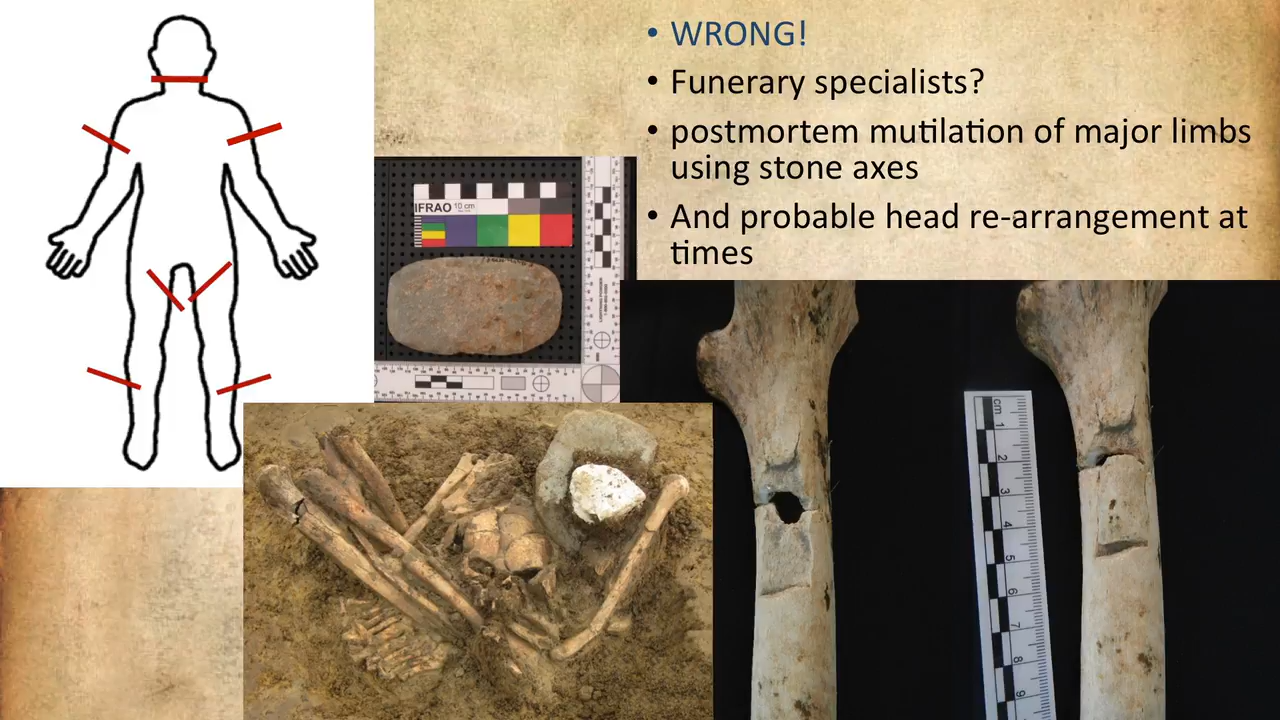 • WRONG!
• Funerary specialists?
• postmortem mutilation of major limbs
using stone axes
• And probable head re-arrangement at
times
IFRAO 10 cm
cm
1
2
3
4
5
6
7
8
9